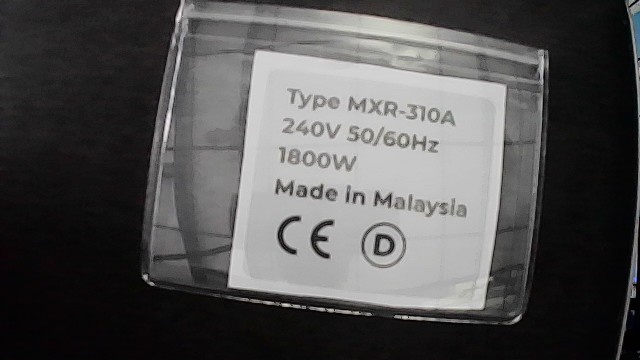 Type MXR-310A
240V 50/60Hz
1800W
Made in Malaysia
CE D